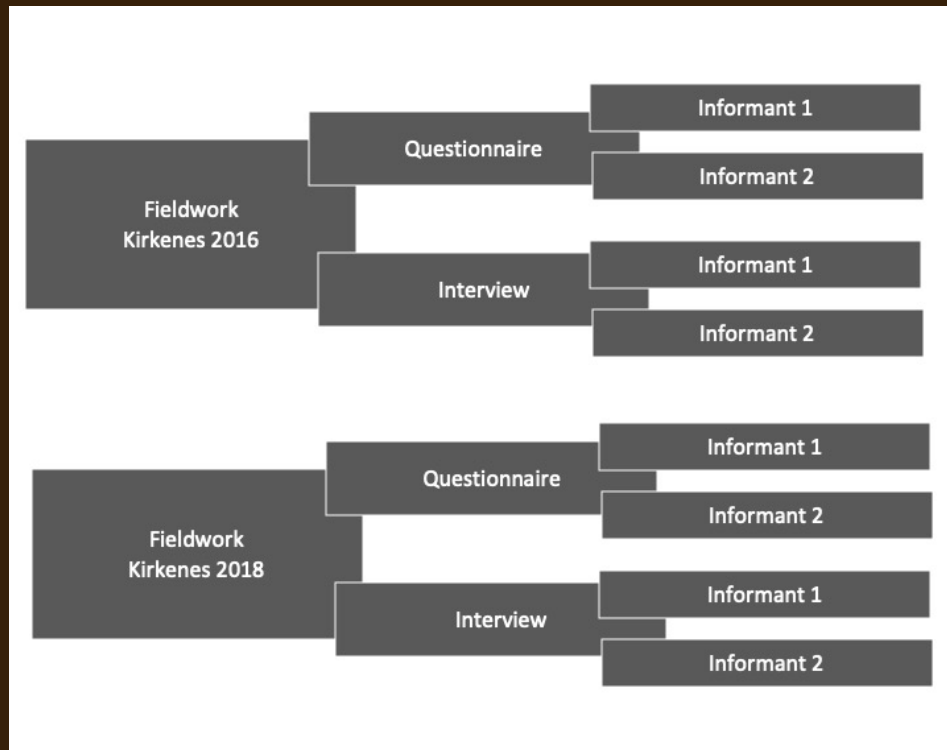 Fieldwork
Kirkenes 2016
Questionnaire
Informant 1
Informant 2
Interview
Informant 1
Informant 2
Fieldwork
Kirkenes 2018
Questionnaire
Informant 1
Informant 2
Interview
Informant 1
Informant 2